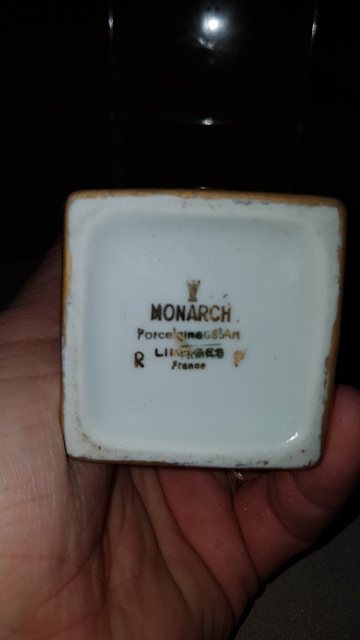 MONARCH
R LIMOGES F
France